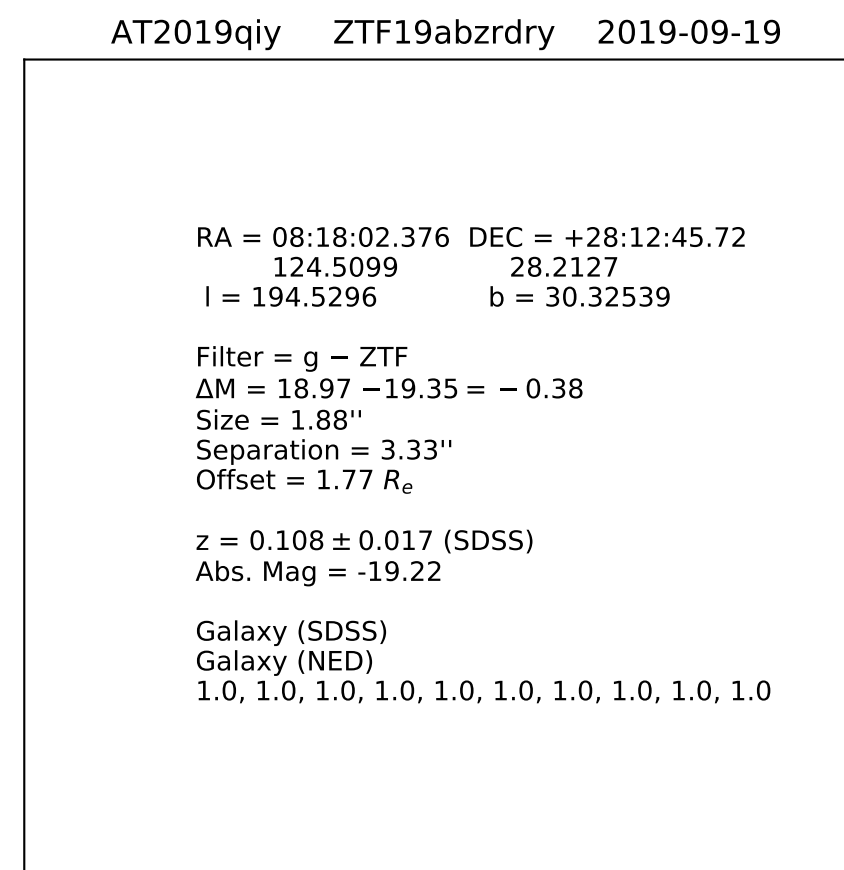 AT2019qiy ZTF19abzrdry 2019-09-19
RA = 08:18:02.376 DEC = +28:12:45.72
124.5099 28.2127
l = 194.5296 b = 30.32539
Filter = g − ZTF
ΔM = 18.97 −19.35 = − 0.38
Size = 1.88''
Separation = 3.33''
Offset = 1.77 Re
z = 0.108 ± 0.017 (SDSS)
Abs. Mag = -19.22
Galaxy (SDSS)
Galaxy (NED)
1.0, 1.0, 1.0, 1.0, 1.0, 1.0, 1.0, 1.0, 1.0, 1.0